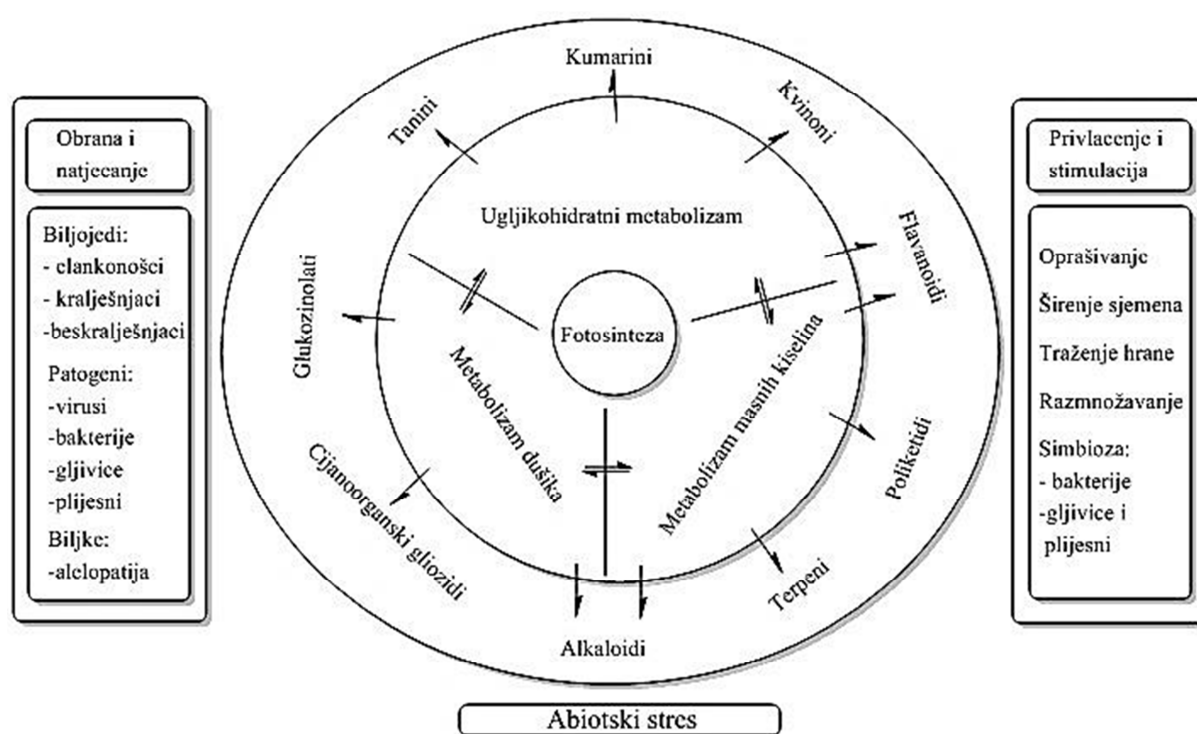 Obrana i
natjecanje
Biljojedi:
- clankonošci
- kralješnjaci
-beskralješnjaci
Patogeni:
-virusi
-bakterije
-gljivice
-plijesni
Biljke:
-alelopatija
Kumarini
Tanini
Kvinoni
Ugljikohidratni metabolizam
Flavanoidi
Glukozinolati
Fotosinteza
Metabolizam dušika
Metabolizam masnih kiselina
Cijanoorganski gliozidi
Poliketidi
Terpeni
Alkaloidi
Abiotski stres
Privlacenje i
stimulacija
Oprašivanje
Širenje sjemena
Traženje hrane
Razmnožavanje
Simbioza:
- bakterije
-gljivice i
plijesni